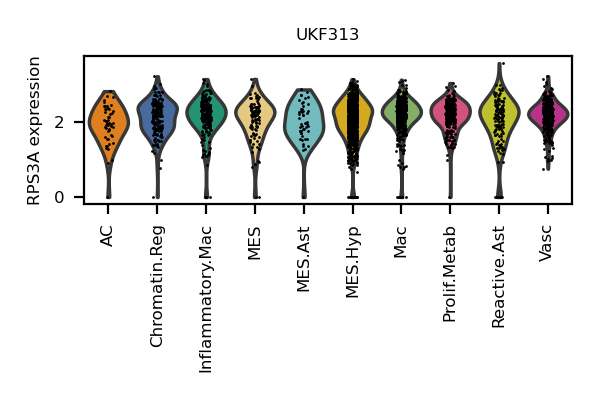 UKF313
RPS3A expression
2
0
AC
Chromatin.Reg
Inflammatory.Mac
MES
MES.Ast
MES.Hyp
Mac
Prolif.Metab
Reactive.Ast
Vasc